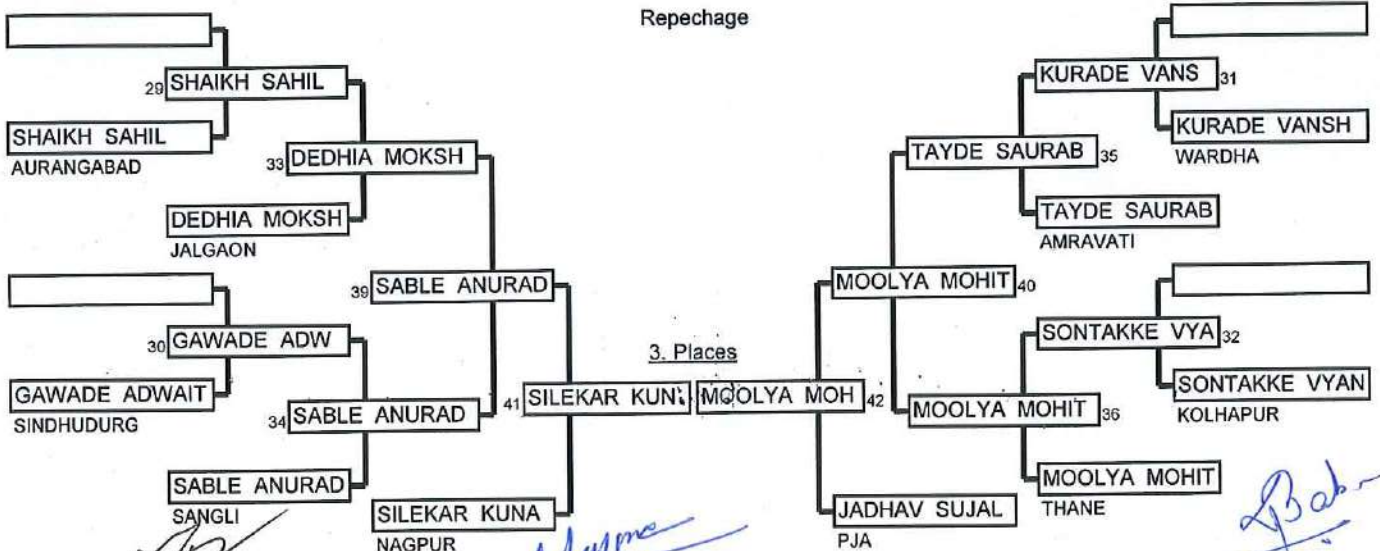 Repechage
29 SHAIKH SAHIL
KURADE VANS 31
SHAIKH SAHIL
AURANGABAD
KURADE VANSH
WARDHA
33 DEDHIA MOKSH
TAYDE SAURAB 35
DEDHIA MOKSH
JALGAON
TAYDE SAURAB
AMRAVATI
39 SABLE ANURAD
MOOLYA MOHIT 40
30 GAWADE ADW
SONTAKKE VYA 32
3. Places
GAWADE ADWAIT
SINDHUDURG
41 SILEKAR KUN
MOOLYA MOH 42
SONTAKKE VYAN
KOLHAPUR
34 SABLE ANURAD
MOOLYA MOHIT 36
SABLE ANURAD
SANGLI
MOOLYA MOHIT
THANE
SILEKAR KUNA
NAGPUR
JADHAV SUJAL
PJA